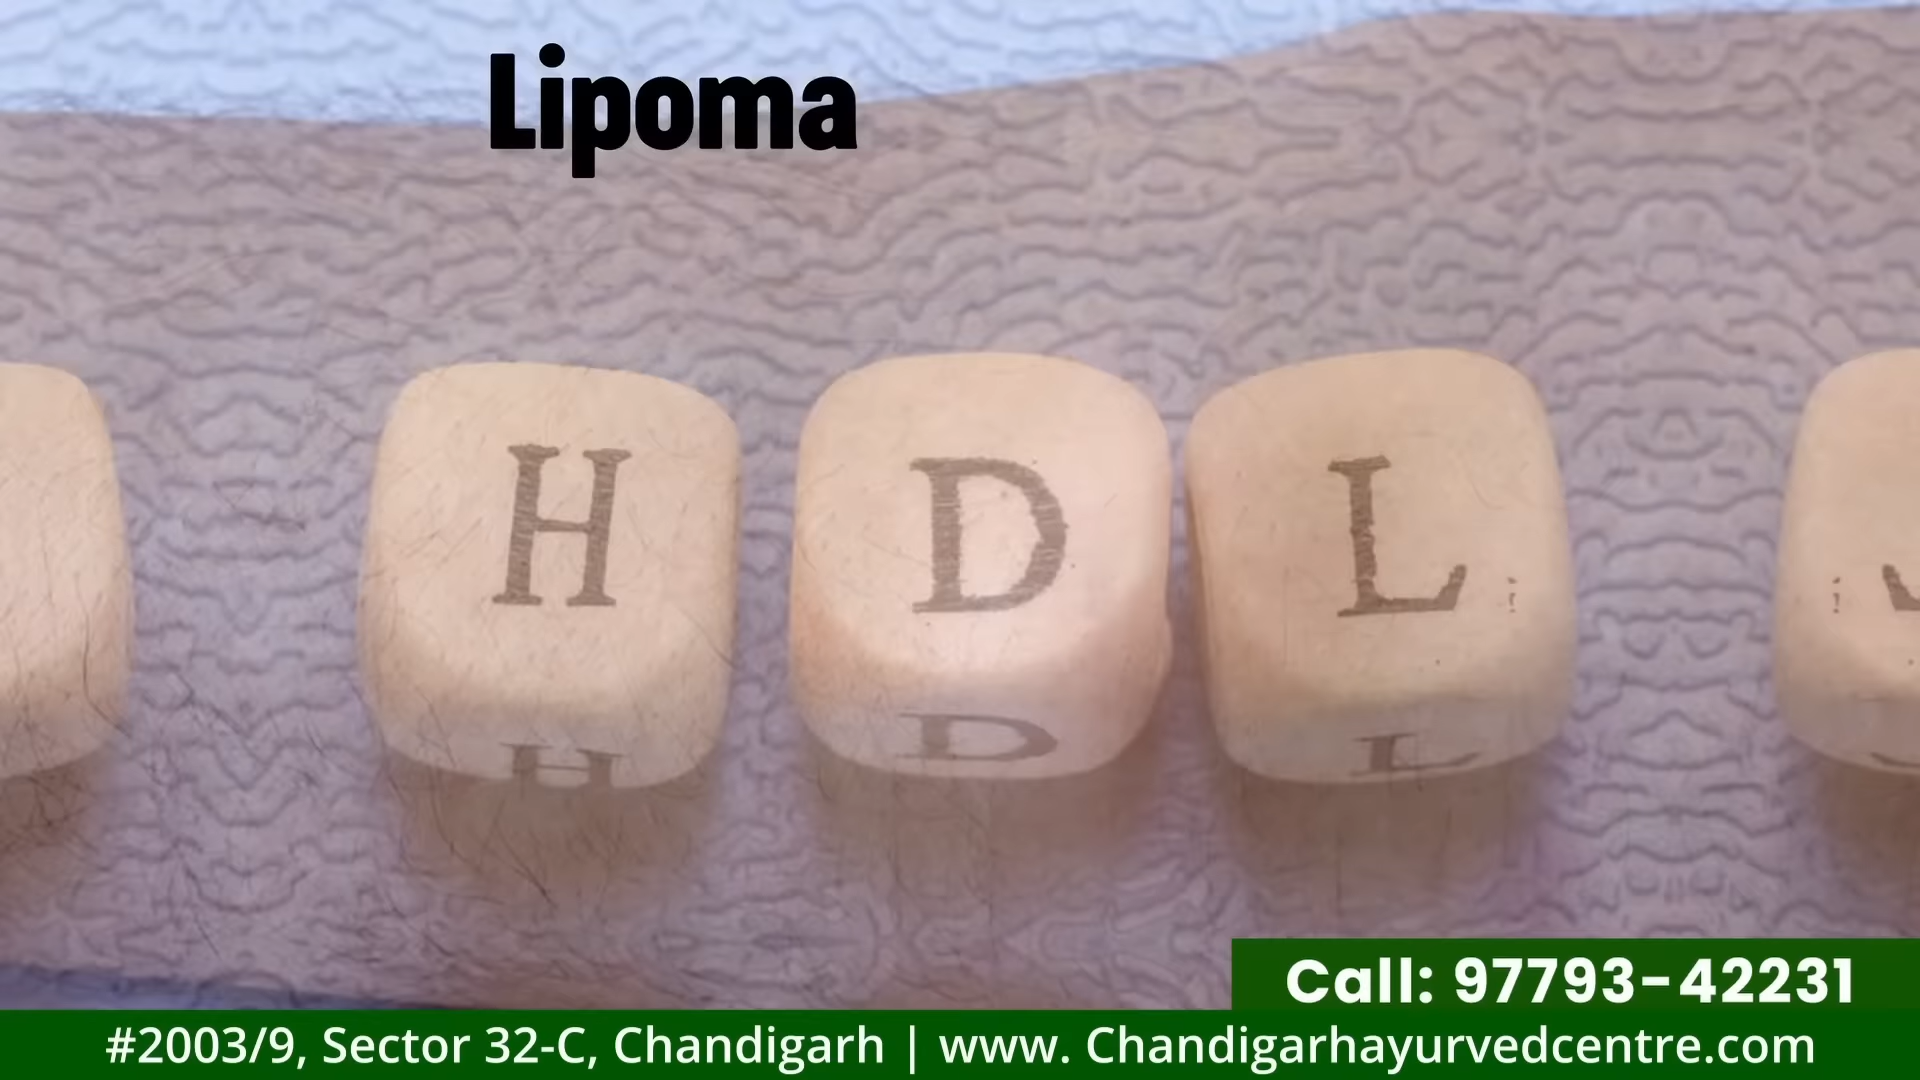 Lipoma
H D L
H D L
Call: 97793-42231
#2003/9, Sector 32-C, Chandigarh | www. Chandigarhayurvedcentre.com